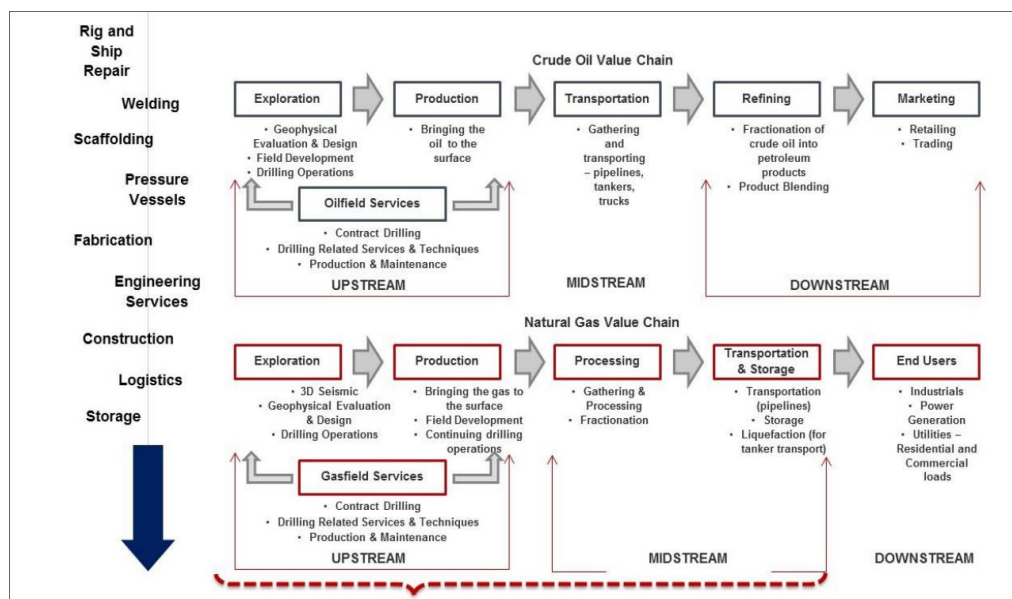 Rig and
Ship
Repair
Welding
Scaffolding
Pressure
Vessels
Fabrication
Engineering
Services
Construction
Logistics
Storage
Crude Oil Value Chain
Exploration
• Geophysical
Evaluation & Design
• Field Development
• Drilling Operations
Production
• Bringing the
oil to the
surface
Transportation
• Gathering
and
transporting
– pipelines,
tankers,
trucks
Refining
• Fractionation of
crude oil into
petroleum
products
• Product Blending
Marketing
• Retailing
• Trading
Oilfield Services
• Contract Drilling
• Drilling Related Services & Techniques
• Production & Maintenance
UPSTREAM
MIDSTREAM
DOWNSTREAM
Natural Gas Value Chain
Exploration
• 3D Seismic
• Geophysical Evaluation
& Design
• Drilling Operations
Production
• Bringing the gas to
the surface
• Field Development
• Continuing drilling
operations
Processing
• Gathering &
Processing
• Fractionation
Transportation
& Storage
• Transportation
(pipelines)
• Storage
• Liquefaction (for
tanker transport)
End Users
• Industrials
• Power
Generation
• Utilities –
Residential and
Commercial
loads
Gasfield Services
• Contract Drilling
• Drilling Related Services & Techniques
• Production & Maintenance
UPSTREAM
MIDSTREAM
DOWNSTREAM